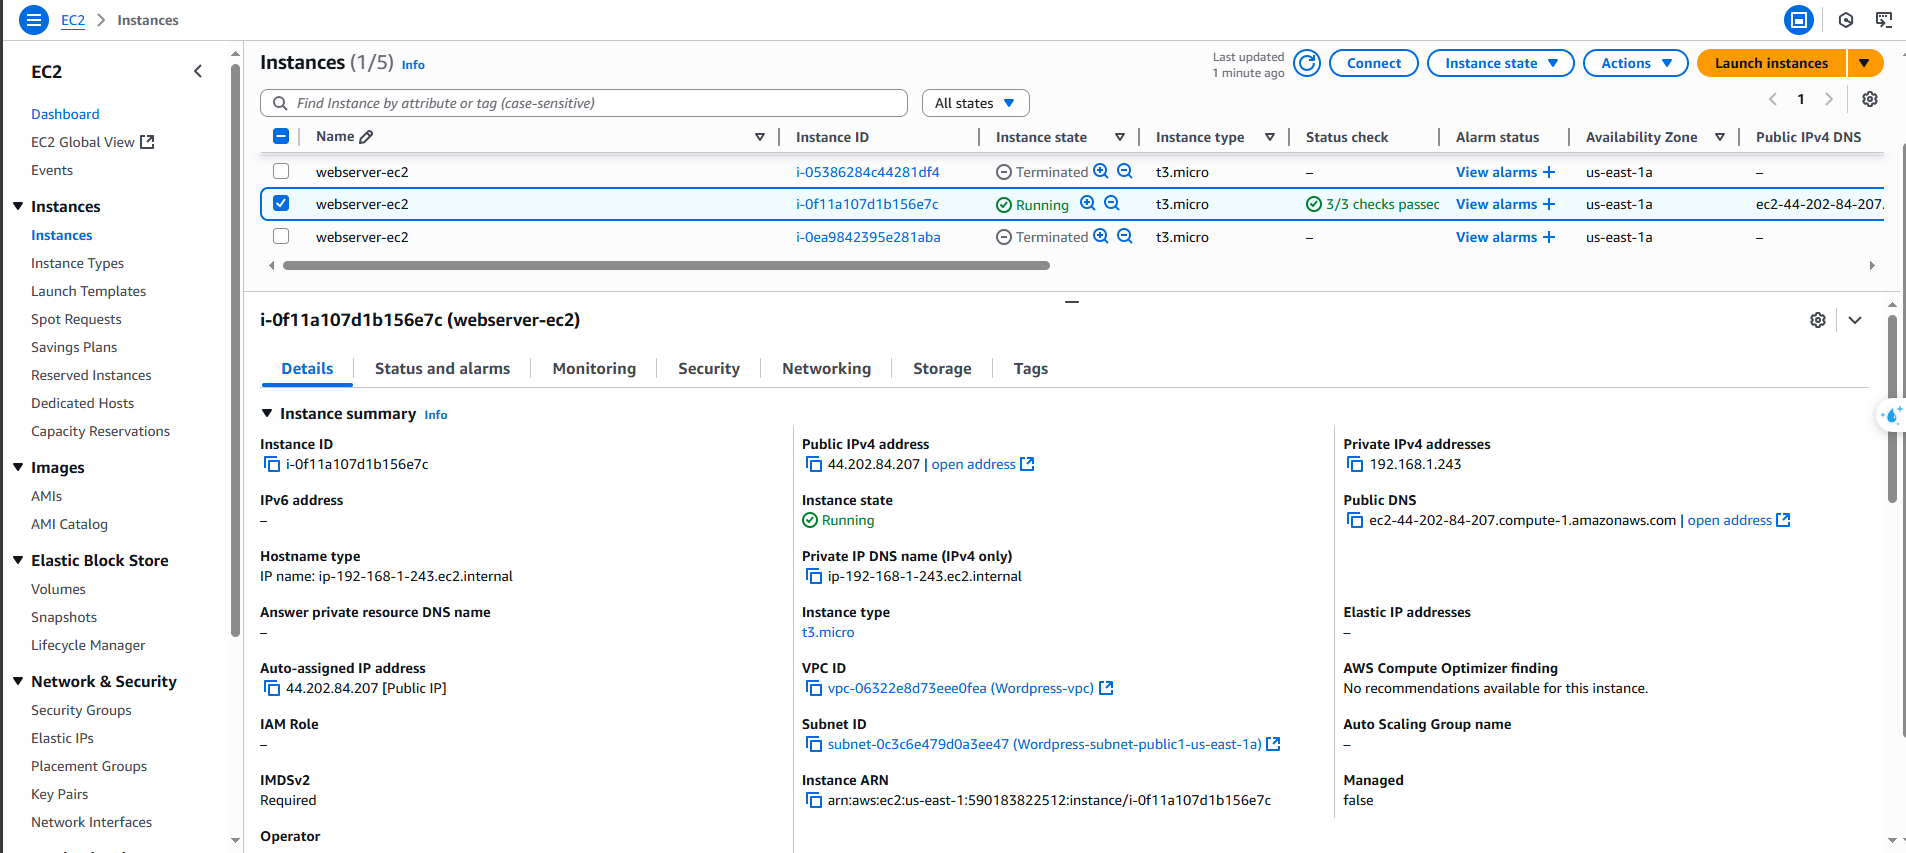 EC2 > Instances
EC2
Dashboard
EC2 Global View
Events
Instances
Instances
Instance Types
Launch Templates
Spot Requests
Savings Plans
Reserved Instances
Dedicated Hosts
Capacity Reservations
Images
AMIs
AMI Catalog
Elastic Block Store
Volumes
Snapshots
Lifecycle Manager
Network & Security
Security Groups
Elastic IPs
Placement Groups
Key Pairs
Network Interfaces
Instances (1/5) Info
Last updated
1 minute ago
Connect
Instance state
Actions
Launch instances
Find Instance by attribute or tag (case-sensitive)
All states
1
Name Instance ID Instance state Instance type Status check Alarm status Availability Zone Public IPv4 DNS
webserver-ec2 i-05386284c44281df4 Terminated t3.micro – View alarms + us-east-1a –
webserver-ec2 i-0f11a107d1b156e7c Running t3.micro 3/3 checks passec View alarms + us-east-1a ec2-44-202-84-207.
webserver-ec2 i-0ea9842395e281aba Terminated t3.micro – View alarms + us-east-1a –
i-0f11a107d1b156e7c (webserver-ec2)
Details Status and alarms Monitoring Security Networking Storage Tags
Instance summary Info
Instance ID
i-0f11a107d1b156e7c
IPv6 address
–
Hostname type
IP name: ip-192-168-1-243.ec2.internal
Answer private resource DNS name
–
Auto-assigned IP address
44.202.84.207 [Public IP]
IAM Role
–
IMDSv2
Required
Operator
Public IPv4 address
44.202.84.207 | open address
Instance state
Running
Private IP DNS name (IPv4 only)
ip-192-168-1-243.ec2.internal
Instance type
t3.micro
VPC ID
vpc-06322e8d73eee0fea (Wordpress-vpc)
Subnet ID
subnet-0c3c6e479d0a3ee47 (Wordpress-subnet-public1-us-east-1a)
Instance ARN
arn:aws:ec2:us-east-1:590183822512:instance/i-0f11a107d1b156e7c
Private IPv4 addresses
192.168.1.243
Public DNS
ec2-44-202-84-207.compute-1.amazonaws.com | open address
Elastic IP addresses
–
AWS Compute Optimizer finding
No recommendations available for this instance.
Auto Scaling Group name
–
Managed
false